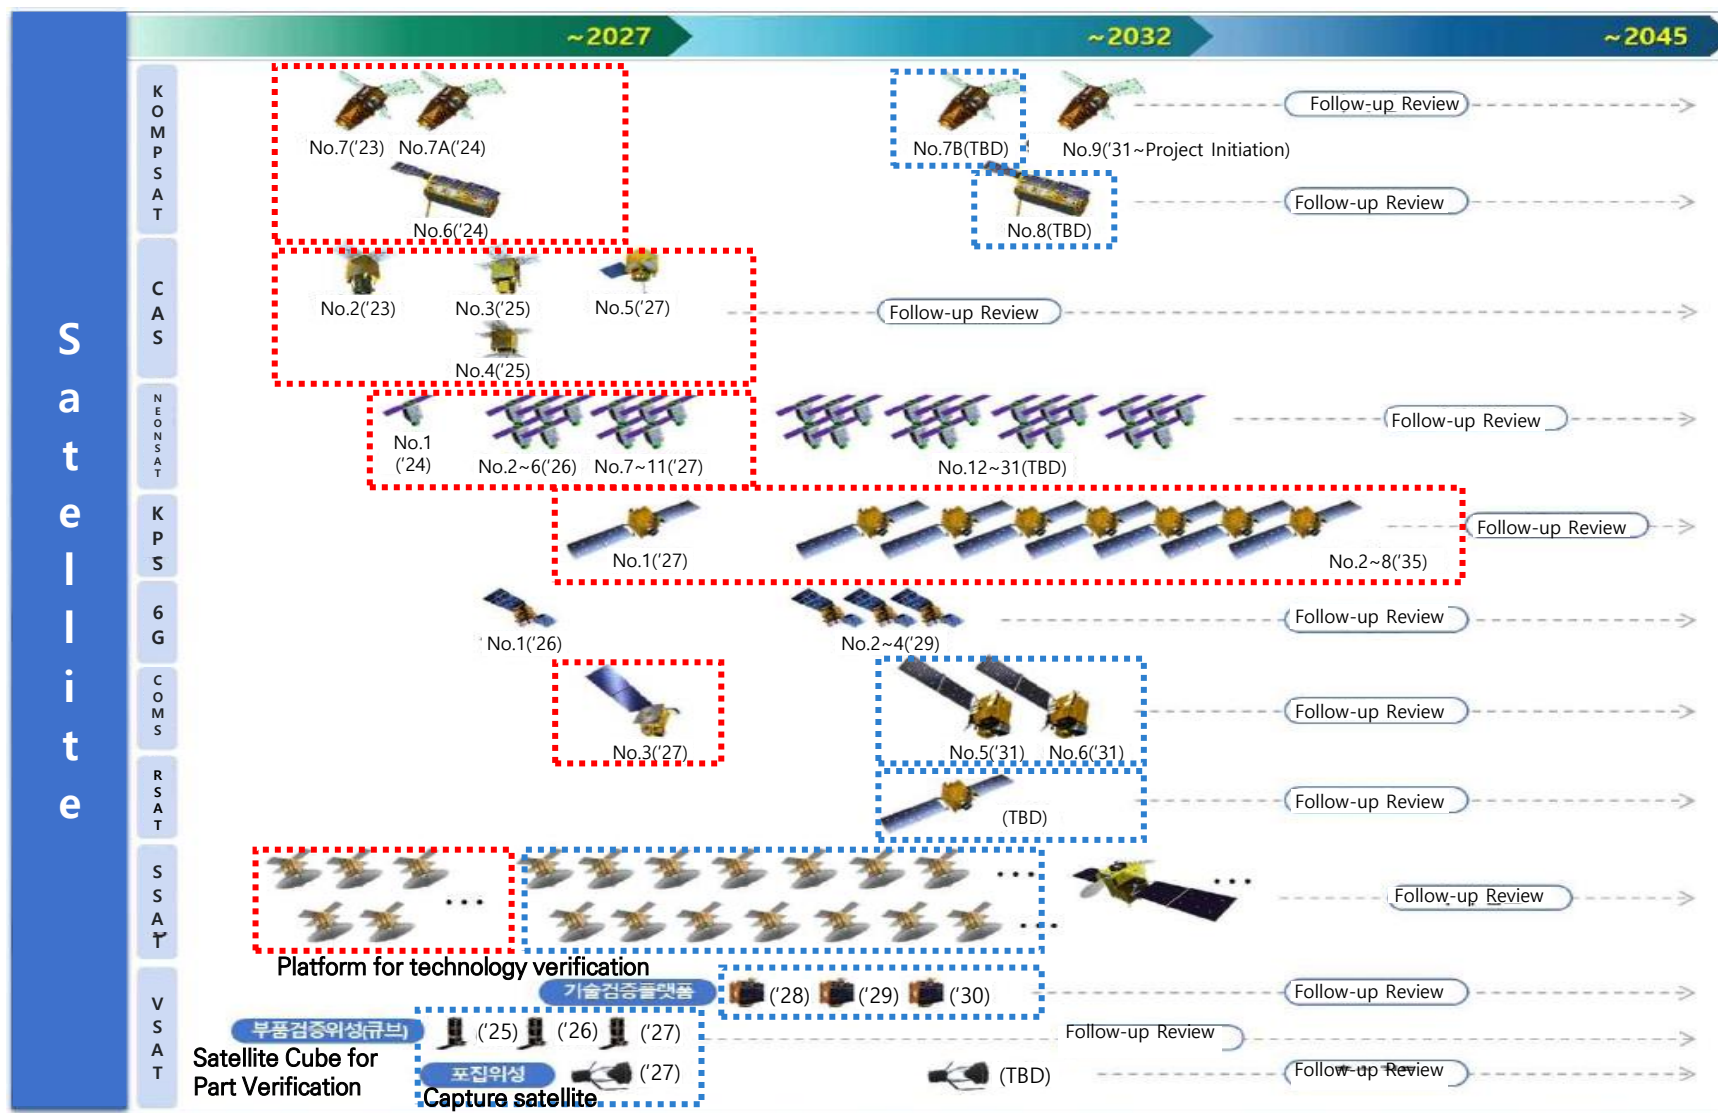 ~2027
~2032
~2045
Satellite
KOMPSAT
No.7('23)
No.7A('24)
No.7B(TBD)
No.9('31~Project Initiation)
Follow-up Review
No.6('24)
No.8(TBD)
Follow-up Review
CAS
No.2('23)
No.3('25)
No.5('27)
Follow-up Review
No.4('25)
NEONSAT
No.1
('24)
No.2~6('26)
No.7~11('27)
No.12~31(TBD)
Follow-up Review
KPS
No.1('27)
No.2~8('35)
Follow-up Review
6G
No.1('26)
No.2~4('29)
Follow-up Review
COMS
No.3('27)
No.5('31)
No.6('31)
Follow-up Review
RSAT
(TBD)
Follow-up Review
SSAT
...
...
...
...
Follow-up Review
Platform for technology verification
VSAT
기술검증플랫폼
('28)
('29)
('30)
Follow-up Review
부품검증위성(큐브)
('25)
('26)
('27)
Follow-up Review
Satellite Cube for
Part Verification
포집위성
('27)
(TBD)
Follow-up Review
Capture satellite